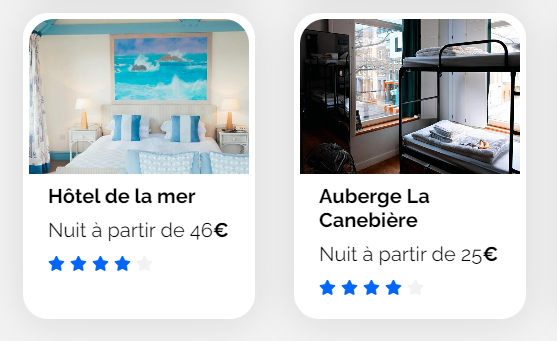 Hôtel de la mer
Nuit à partir de 46€
Auberge La
Canebière
Nuit à partir de 25€